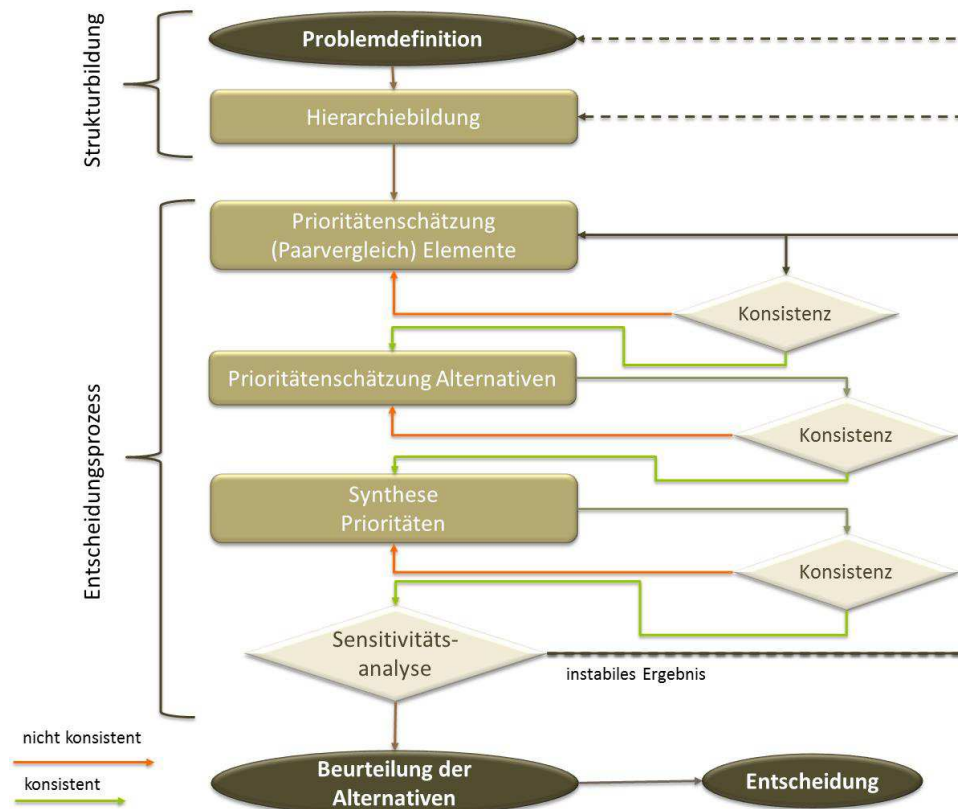 Strukturbildung
Problemdefinition
Hierarchiebildung
Entscheidungsprozess
Prioritätenschätzung
(Paarvergleich) Elemente
Konsistenz
Prioritätenschätzung Alternativen
Konsistenz
Synthese
Prioritäten
Konsistenz
Sensitivitäts-
analyse
instabiles Ergebnis
nicht konsistent
konsistent
Beurteilung der
Alternativen
Entscheidung